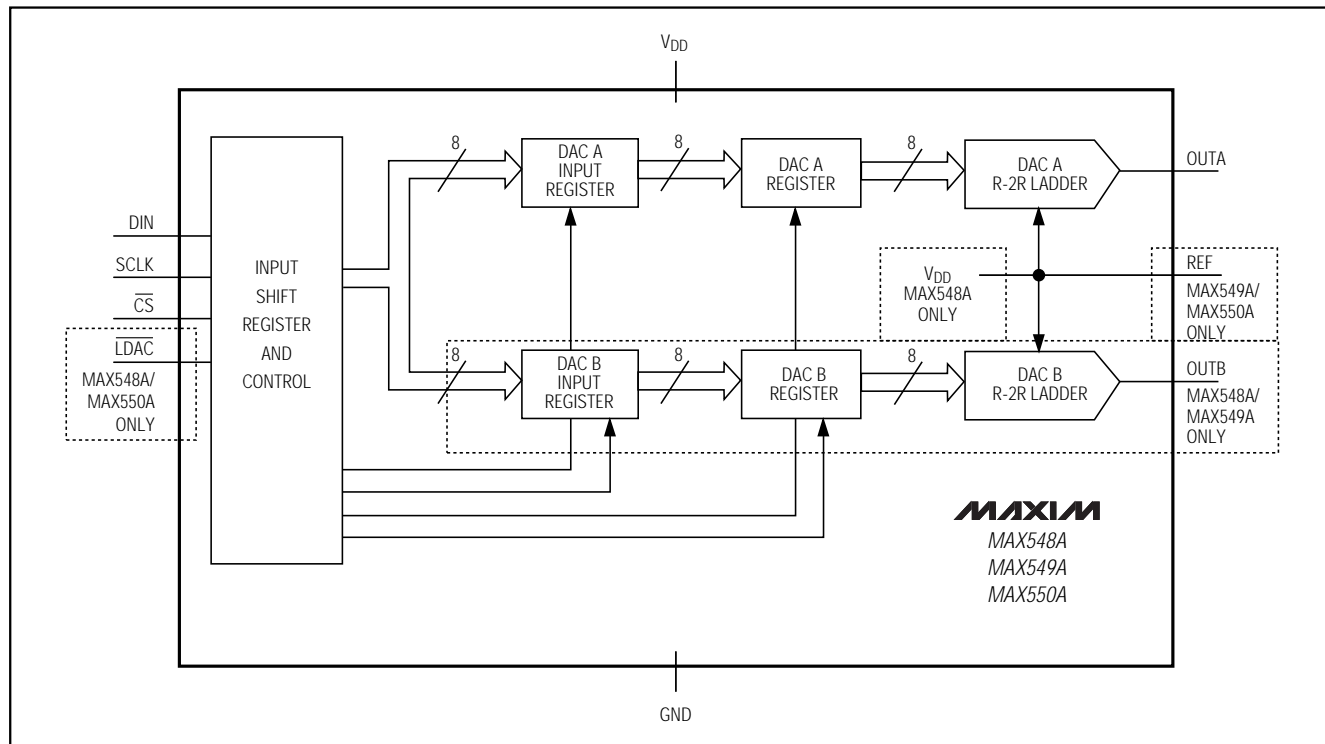 VDD
8
DAC A
INPUT
REGISTER
8
DAC A
REGISTER
8
DAC A
R-2R LADDER
OUTA
DIN
SCLK
CS
LDAC
MAX548A/
MAX550A
ONLY
INPUT
SHIFT
REGISTER
AND
CONTROL
VDD
MAX548A
ONLY
REF
MAX549A/
MAX550A
ONLY
8
DAC B
INPUT
REGISTER
8
DAC B
REGISTER
8
DAC B
R-2R LADDER
OUTB
MAX548A/
MAX549A
ONLY
MAXIM
MAX548A
MAX549A
MAX550A
GND